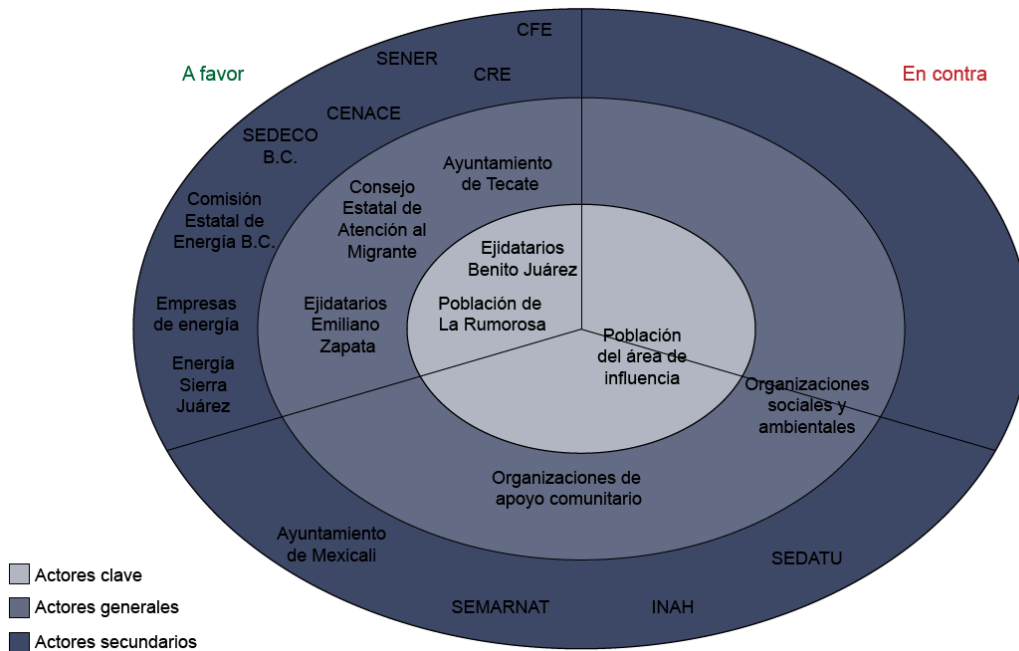 A favor
En contra
CFE
SENER
CRE
CENACE
SEDECO
B.C.
Comisión
Estatal de
Energía B.C.
Empresas
de energía
Energía
Sierra
Juárez
Ayuntamiento
de Tecate
Consejo
Estatal de
Atención al
Migrante
Ejidatarios
Emiliano
Zapata
Ejidatarios
Benito Juárez
Población de
La Rumorosa
Población
del área de
influencia
Organizaciones
sociales y
ambientales
Organizaciones de
apoyo comunitario
Ayuntamiento
de Mexicali
SEMARNAT
INAH
SEDATU
Actores clave
Actores generales
Actores secundarios